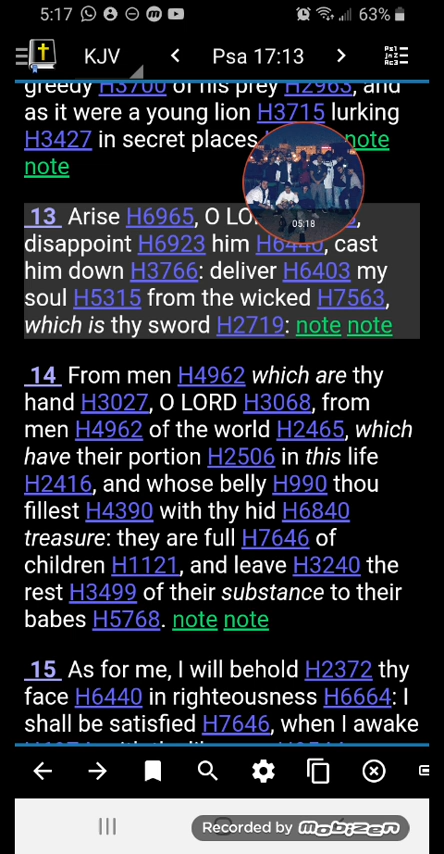 5:17 63%
KJV < Psa 17:13 >
greedy H3700 of his prey H2963, and
as it were a young lion H3715 lurking
H3427 in secret places note
note
13 Arise H6965, O
disappoint H6923 him H6440, cast
him down H3766: deliver H6403 my
soul H5315 from the wicked H7563,
which is thy sword H2719: note note
05:18
14 From men H4962 which are thy
hand H3027, O LORD H3068, from
men H4962 of the world H2465, which
have their portion H2506 in this life
H2416, and whose belly H990 thou
fillest H4390 with thy hid H6840
treasure: they are full H7646 of
children H1121, and leave H3240 the
rest H3499 of their substance to their
babes H5768. note note
15 As for me, I will behold H2372 thy
face H6440 in righteousness H6664: I
shall be satisfied H7646, when I awake
Recorded by mobizen